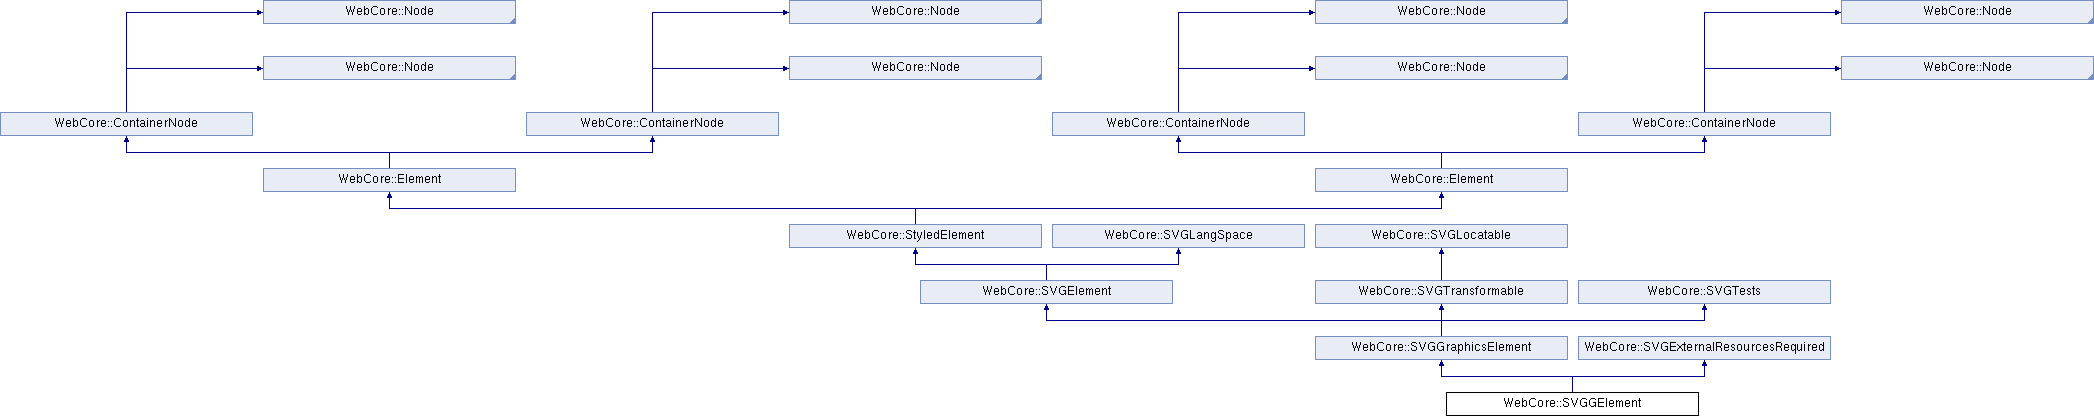 WebCore::Node
WebCore::Node
WebCore::Node
WebCore::Node
WebCore::Node
WebCore::Node
WebCore::Node
WebCore::Node
WebCore::ContainerNode
WebCore::ContainerNode
WebCore::ContainerNode
WebCore::ContainerNode
WebCore::Element
WebCore::Element
WebCore::StyledElement
WebCore::SVGLangSpace
WebCore::SVGLocatable
WebCore::SVGElement
WebCore::SVGTransformable
WebCore::SVGTests
WebCore::SVGGraphicsElement
WebCore::SVGExternalResourcesRequired
WebCore::SVGGElement